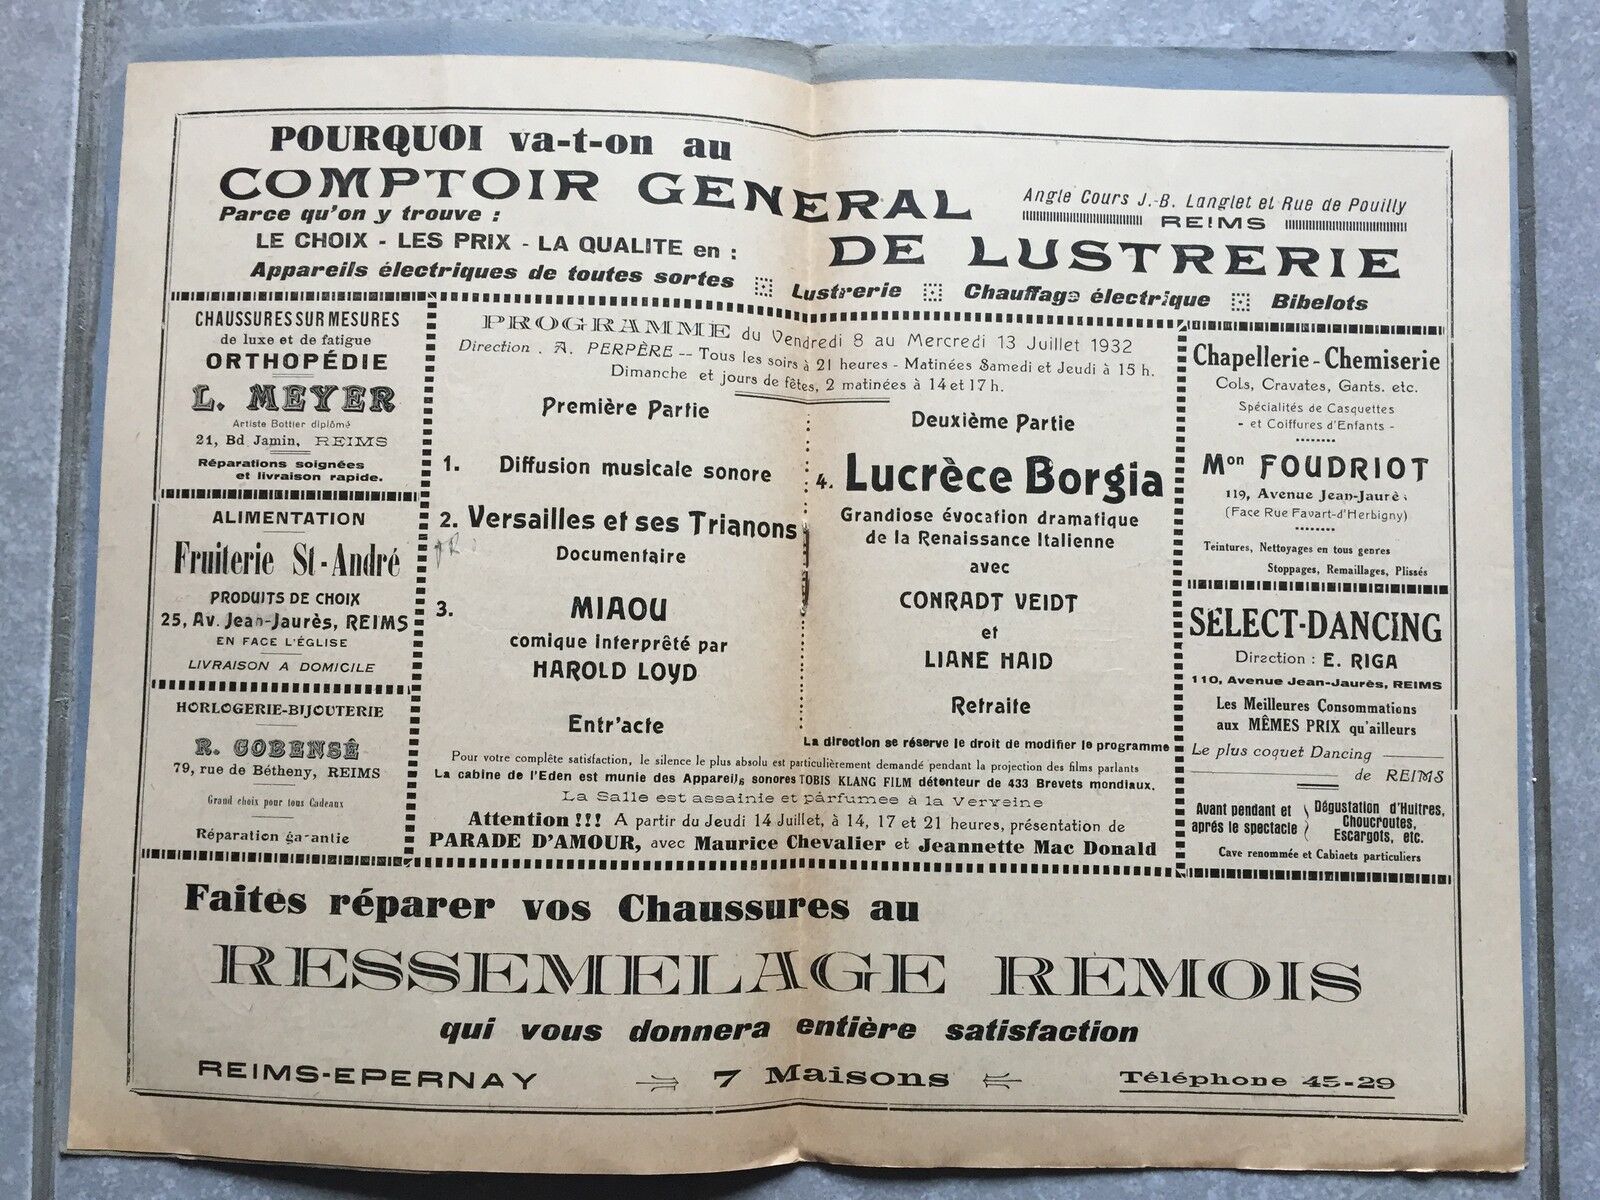 POURQUOI va-t-on au
COMPTOIR GENERAL
DE LUSTRERIE
Angle Cours J.-B. Langlet et Rue de Pouilly
REIMS
Parce qu'on y trouve :
LE CHOIX - LES PRIX - LA QUALITE en :
Appareils électriques de toutes sortes Lustrerie Chauffage électrique Bibelots
CHAUSSURES SUR MESURES
de luxe et de fatigue
ORTHOPÉDIE
L. MEYER
Artiste Bottier diplômé
21, Bd Jamin, REIMS
Réparations soignées
et livraison rapide.
ALIMENTATION
Fruiterie St-André
PRODUITS DE CHOIX
25, Av. Jean-Jaurès, REIMS
EN FACE L'ÉGLISE
LIVRAISON A DOMICILE
HORLOGERIE-BIJOUTERIE
R. GOBENSÉ
79, rue de Bétheny, REIMS
Grand choix pour tous Cadeaux
Réparation garantie
PROGRAMME du Vendredi 8 au Mercredi 13 Juillet 1932
Direction . A. PERPÈRE -- Tous les soirs à 21 heures - Matinées Samedi et Jeudi à 15 h.
Dimanche et jours de fêtes, 2 matinées à 14 et 17 h.
Première Partie
1. Diffusion musicale sonore
2. Versailles et ses Trianons
Documentaire
3. MIAOU
comique interprêté par
HAROLD LOYD
Entr'acte
Deuxième Partie
4. Lucrèce Borgia
Grandiose évocation dramatique
de la Renaissance Italienne
avec
CONRADT VEIDT
et
LIANE HAID
Retraite
La direction se réserve le droit de modifier le programme
Pour votre complète satisfaction, le silence le plus absolu est particulièrement demandé pendant la projection des films parlants
La cabine de l'Eden est munie des Appareils sonores TOBIS KLANG FILM détenteur de 433 Brevets mondiaux.
La Salle est assainie et parfumée à la Verveine
Attention !!! A partir du Jeudi 14 Juillet, à 14, 17 et 21 heures, présentation de
PARADE D'AMOUR, avec Maurice Chevalier et Jeannette Mac Donald
Chapellerie - Chemiserie
Cols, Cravates, Gants. etc.
Spécialités de Casquettes
- et Coiffures d'Enfants -
Mon FOUDRIOT
119, Avenue Jean-Jaurès
(Face Rue Favart-d'Herbigny)
Teintures, Nettoyages en tous genres
Stoppages, Remaillages, Plissés
SELECT-DANCING
Direction : E. RIGA
110, Avenue Jean-Jaurès, REIMS
Les Meilleures Consommations
aux MÊMES PRIX qu'ailleurs
Le plus coquet Dancing
de REIMS
Avant pendant et
après le spectacle
Dégustation d'Huîtres,
Choucroutes,
Escargots, etc.
Cave renommée et Cabinets particuliers
Faites réparer vos Chaussures au
RESSEMELAGE REMOIS
qui vous donnera entière satisfaction
REIMS-EPERNAY 7 Maisons Téléphone 45-29